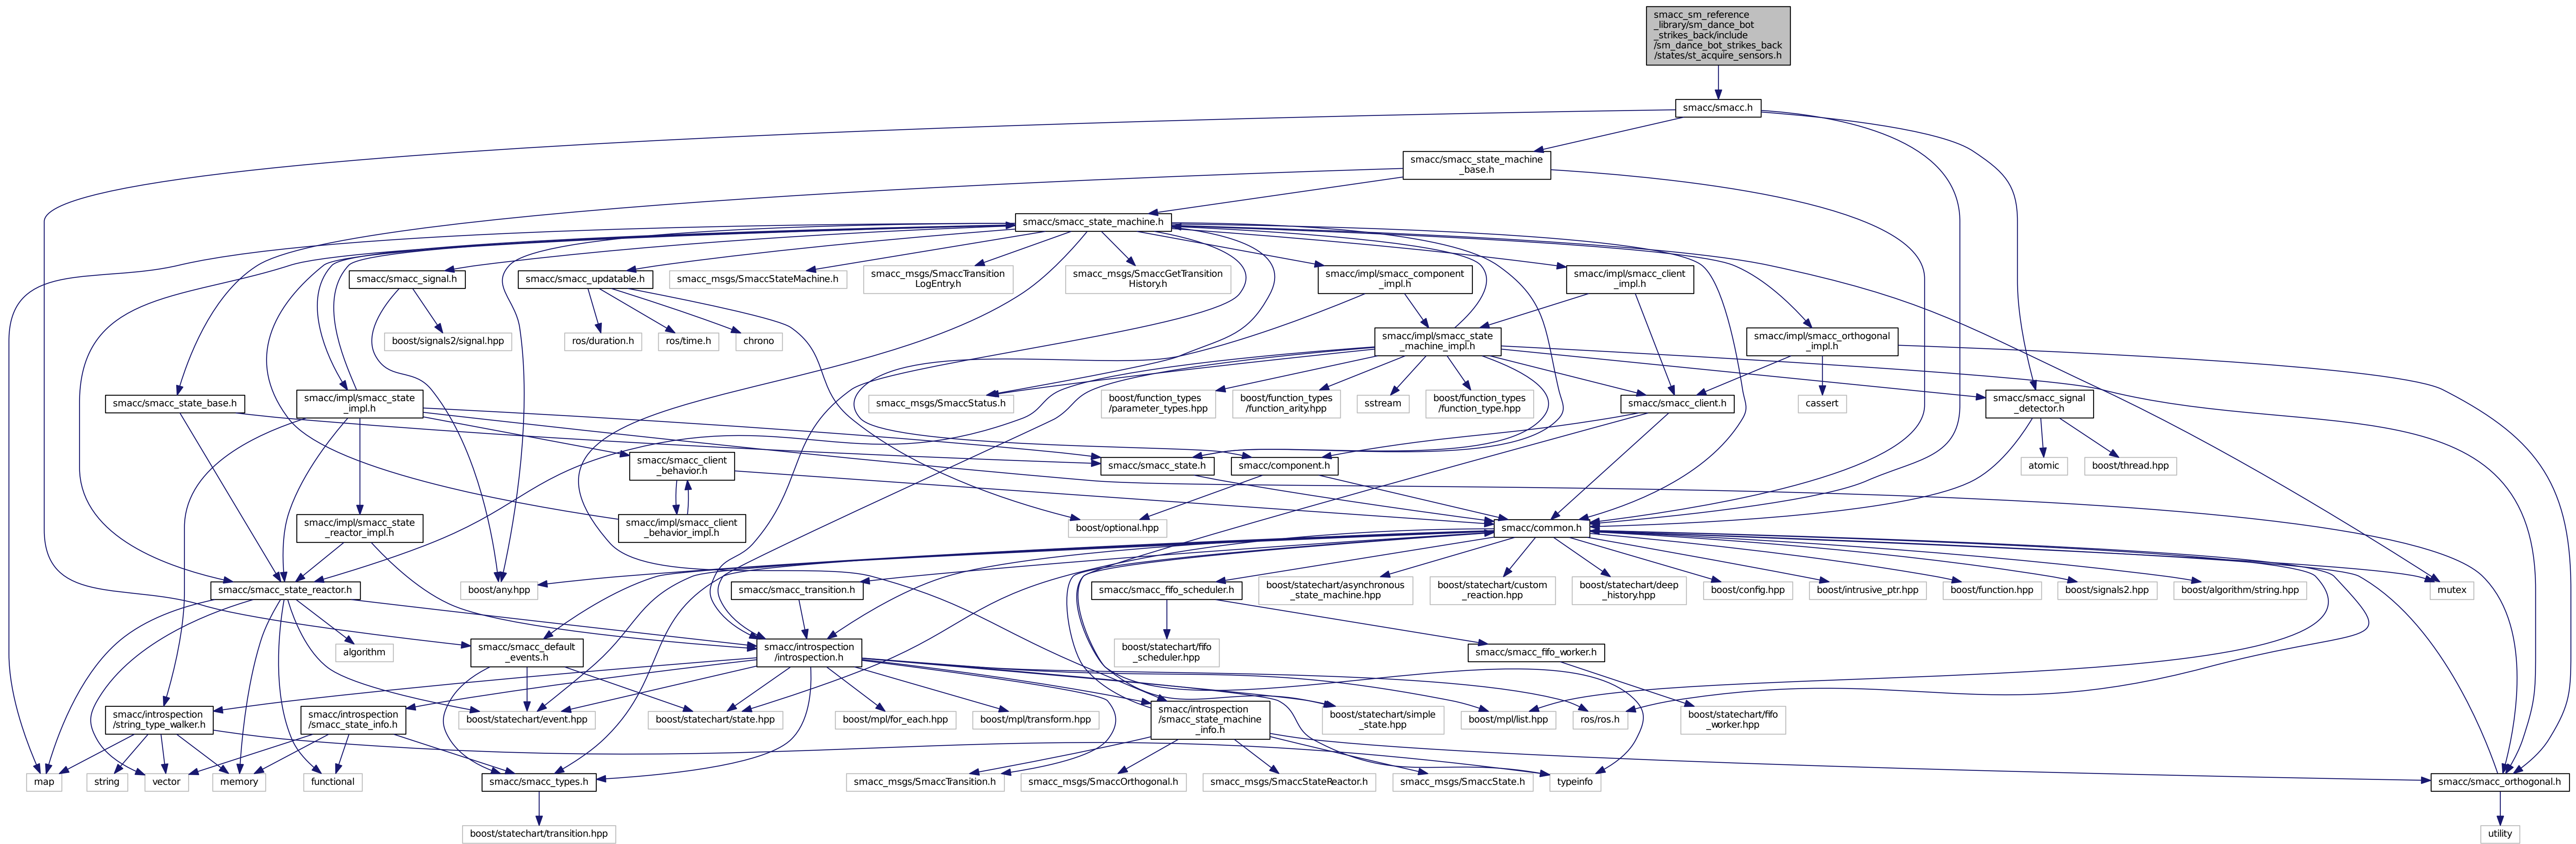 smacc_sm_reference
_library/sm_dance_bot
_strikes_back/include
/sm_dance_bot_strikes_back
/states/st_acquire_sensors.h
smacc/smacc.h
smacc/smacc_state_machine
_base.h
smacc/smacc_state_machine.h
smacc/smacc_signal.h
smacc/smacc_updatable.h
smacc_msgs/SmaccStateMachine.h
smacc_msgs/SmaccTransition
LogEntry.h
smacc_msgs/SmaccGetTransition
History.h
smacc/impl/smacc_component
_impl.h
smacc/impl/smacc_client
_impl.h
boost/signals2/signal.hpp
ros/duration.h
ros/time.h
chrono
smacc/impl/smacc_state
_machine_impl.h
smacc/impl/smacc_orthogonal
_impl.h
smacc/smacc_state_base.h
smacc/impl/smacc_state
_impl.h
smacc_msgs/SmaccStatus.h
boost/function_types
/parameter_types.hpp
boost/function_types
/function_arity.hpp
sstream
boost/function_types
/function_type.hpp
smacc/smacc_client.h
cassert
smacc/smacc_signal
_detector.h
smacc/smacc_client
_behavior.h
smacc/smacc_state.h
smacc/component.h
atomic
boost/thread.hpp
smacc/impl/smacc_state
_reactor_impl.h
smacc/impl/smacc_client
_behavior_impl.h
boost/optional.hpp
smacc/common.h
smacc/smacc_state_reactor.h
boost/any.hpp
smacc/smacc_transition.h
smacc/smacc_fifo_scheduler.h
boost/statechart/asynchronous
_state_machine.hpp
boost/statechart/custom
_reaction.hpp
boost/statechart/deep
_history.hpp
boost/config.hpp
boost/intrusive_ptr.hpp
boost/function.hpp
boost/signals2.hpp
boost/algorithm/string.hpp
mutex
algorithm
smacc/smacc_default
_events.h
smacc/introspection
/introspection.h
boost/statechart/fifo
_scheduler.hpp
smacc/smacc_fifo_worker.h
smacc/introspection
/string_type_walker.h
smacc/introspection
/smacc_state_info.h
boost/statechart/event.hpp
boost/statechart/state.hpp
boost/mpl/for_each.hpp
boost/mpl/transform.hpp
smacc/introspection
/smacc_state_machine
_info.h
boost/statechart/simple
_state.hpp
boost/mpl/list.hpp
ros/ros.h
boost/statechart/fifo
_worker.hpp
map
string
vector
memory
functional
smacc/smacc_types.h
smacc_msgs/SmaccTransition.h
smacc_msgs/SmaccOrthogonal.h
smacc_msgs/SmaccStateReactor.h
smacc_msgs/SmaccState.h
typeinfo
smacc/smacc_orthogonal.h
boost/statechart/transition.hpp
utility